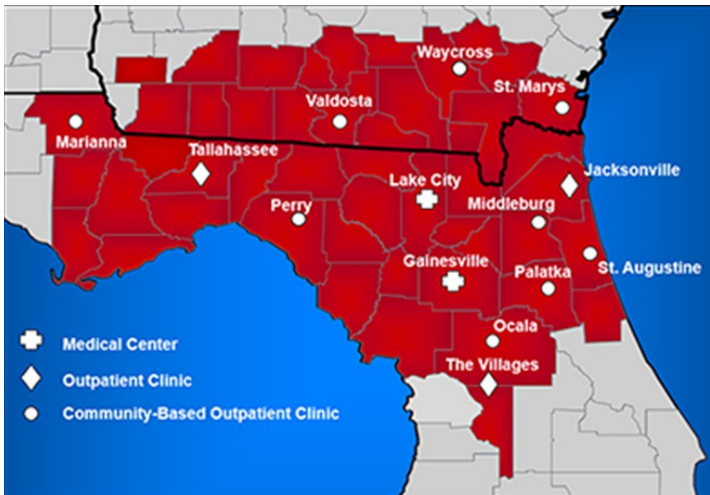 Waycross
St. Marys
Valdosta
Marianna
Tallahassee
Jacksonville
Lake City
Middleburg
Perry
Gainesville
St. Augustine
Palatka
Ocala
The Villages
Medical Center
Outpatient Clinic
Community-Based Outpatient Clinic